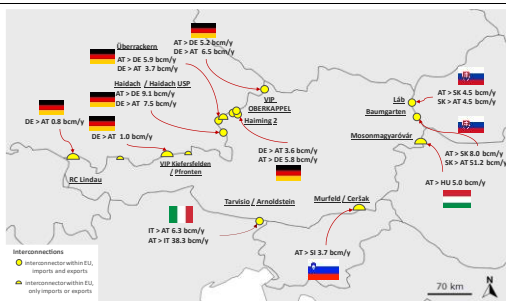 AT > DE 5.2 bcm/y
DE > AT 6.5 bcm/y
Überrackern
AT > DE 5.9 bcm/y
DE > AT 3.7 bcm/y
Haidach / Haidach USP
AT > DE 9.1 bcm/y
DE > AT 7.5 bcm/y
VIP
OBERKAPPEL
Haiming 2
DE > AT 3.6 bcm/y
AT > DE 5.8 bcm/y
DE > AT 0.8 bcm/y
RC Lindau
DE > AT 1.0 bcm/y
VIP Kiefersfelden
/ Pfronten
Láb
AT > SK 4.5 bcm/y
SK > AT 4.5 bcm/y
Baumgarten
Mosonmagyaróvár
AT > SK 8.0 bcm/y
SK > AT 51.2 bcm/y
AT > HU 5.0 bcm/y
Tarvisio / Arnoldstein
IT > AT 6.3 bcm/y
AT > IT 38.3 bcm/y
Murfeld / Ceršak
AT > SI 3.7 bcm/y
Interconnections
interconnector within EU,
imports and exports
interconnector within EU,
only imports or exports
70 km
N